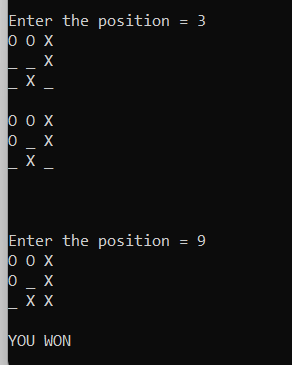 Enter the position = 3
O O X
_ _ X
_ X _
O O X
O _ X
_ X _
Enter the position = 9
O O X
O _ X
_ X X
YOU WON